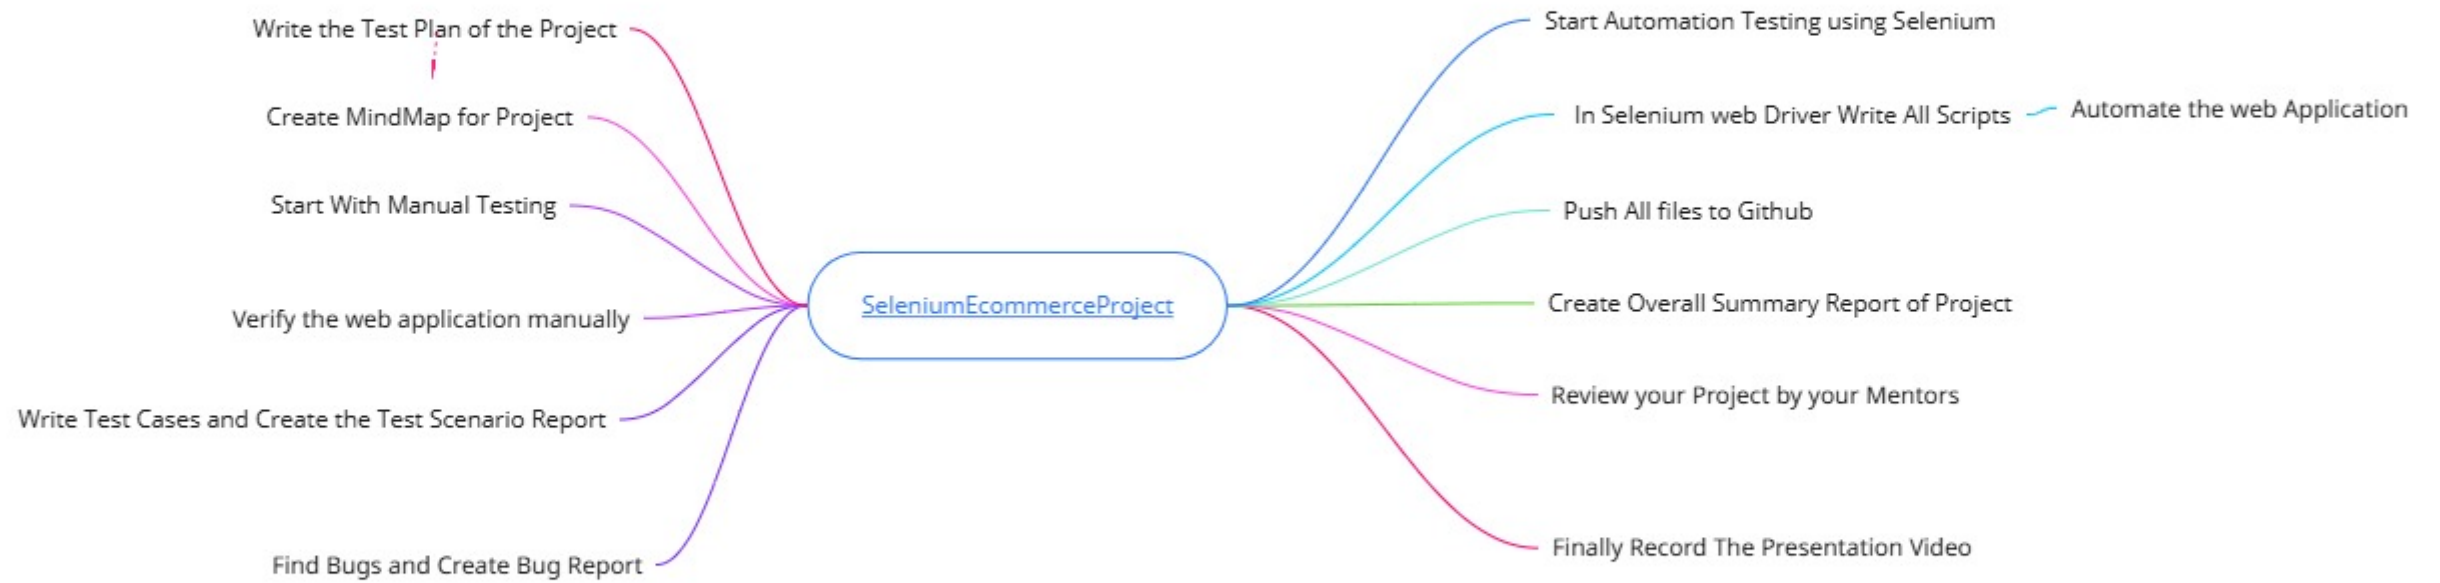 Write the Test Plan of the Project
Create MindMap for Project
Start With Manual Testing
Verify the web application manually
Write Test Cases and Create the Test Scenario Report
Find Bugs and Create Bug Report
SeleniumEcommerceProject
Start Automation Testing using Selenium
In Selenium web Driver Write All Scripts
Automate the web Application
Push All files to Github
Create Overall Summary Report of Project
Review your Project by your Mentors
Finally Record The Presentation Video